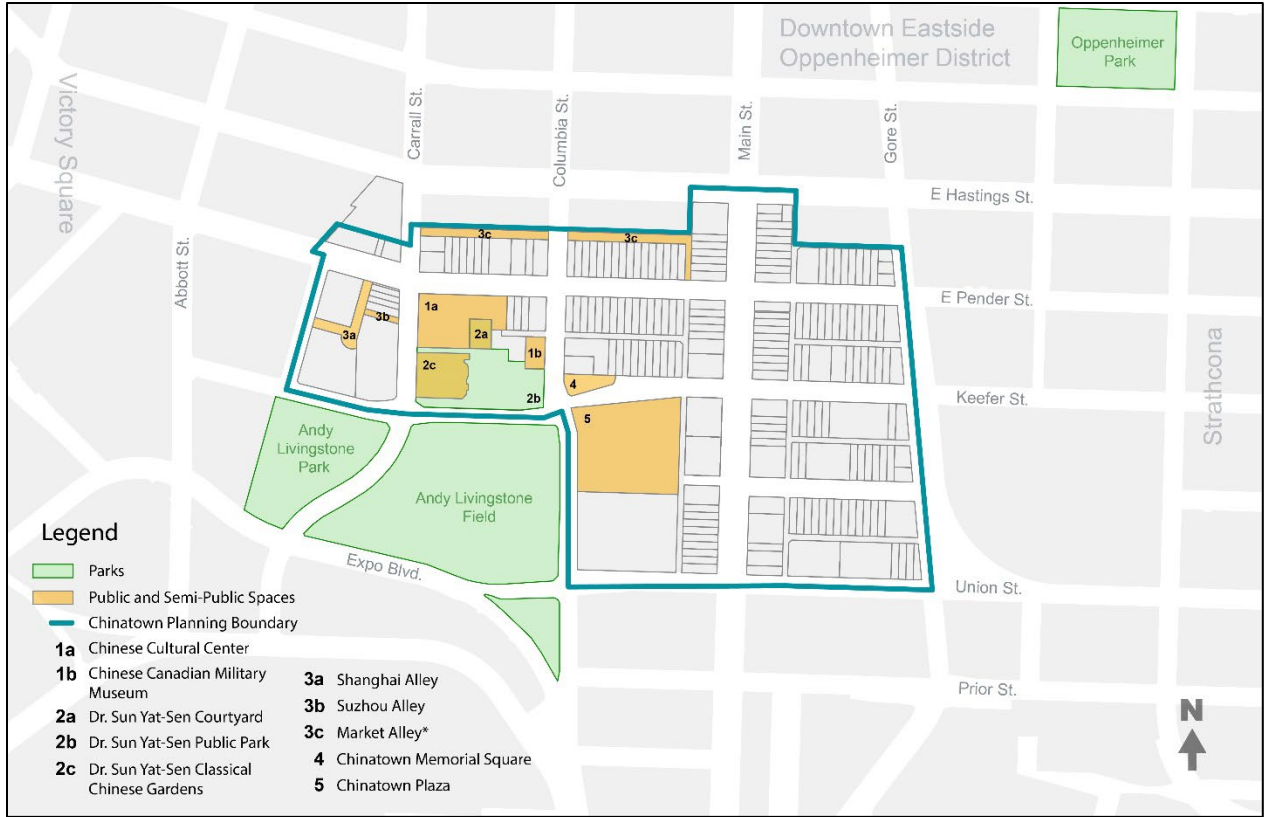 Downtown Eastside
Oppenheimer District
Oppenheimer
Park
Victory Square
Carrall St.
Columbia St.
Main St.
Gore St.
E Hastings St.
Abbott St.
3c
3c
E Pender St.
1a
3b
3a
2a
1b
2c
2b
4
5
Keefer St.
Strathcona
Andy
Livingstone
Park
Andy Livingstone
Field
Expo Blvd.
Union St.
Prior St.
N
Legend
Parks
Public and Semi-Public Spaces
Chinatown Planning Boundary
1a Chinese Cultural Center
1b Chinese Canadian Military
Museum
2a Dr. Sun Yat-Sen Courtyard
2b Dr. Sun Yat-Sen Public Park
2c Dr. Sun Yat-Sen Classical
Chinese Gardens
3a Shanghai Alley
3b Suzhou Alley
3c Market Alley*
4 Chinatown Memorial Square
5 Chinatown Plaza